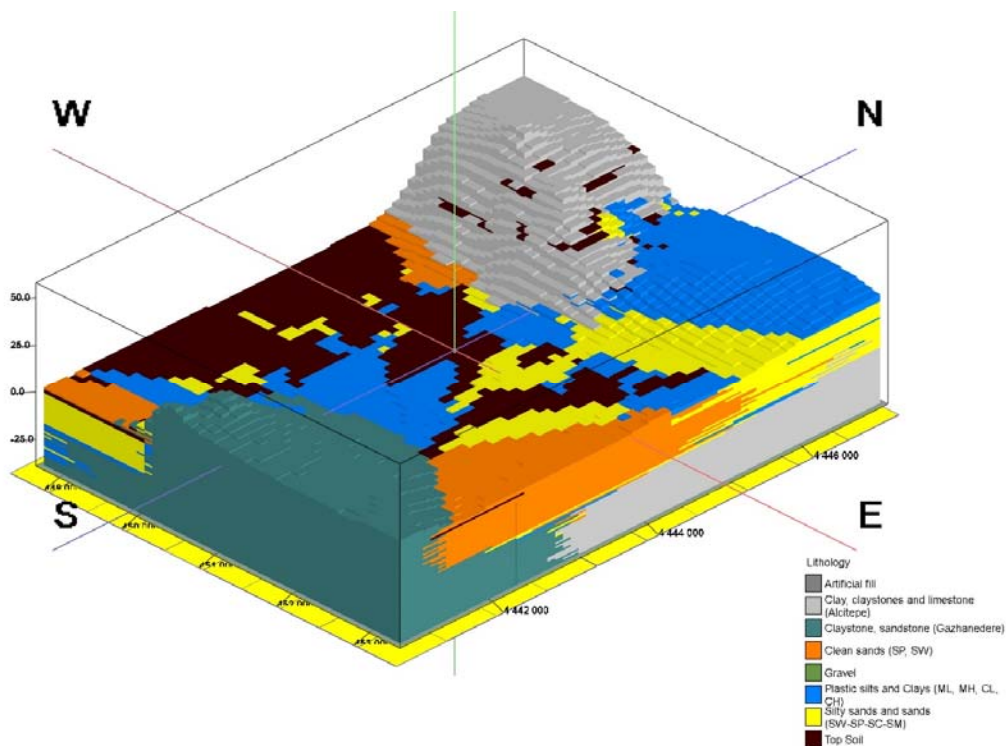 W
N
50.0
25.0
0.0
-25.0
S
E
4 446 000
4 444 000
4 442 000
Lithology
Artificial fill
Clay, claystones and limestone
(Alcitepe)
Claystone, sandstone (Gazhanedere)
Clean sands (SP, SW)
Gravel
Plastic silts and Clays (ML, MH, CL,
CH)
Silty sands and sands
(SW-SP-SC-SM)
Top Soil